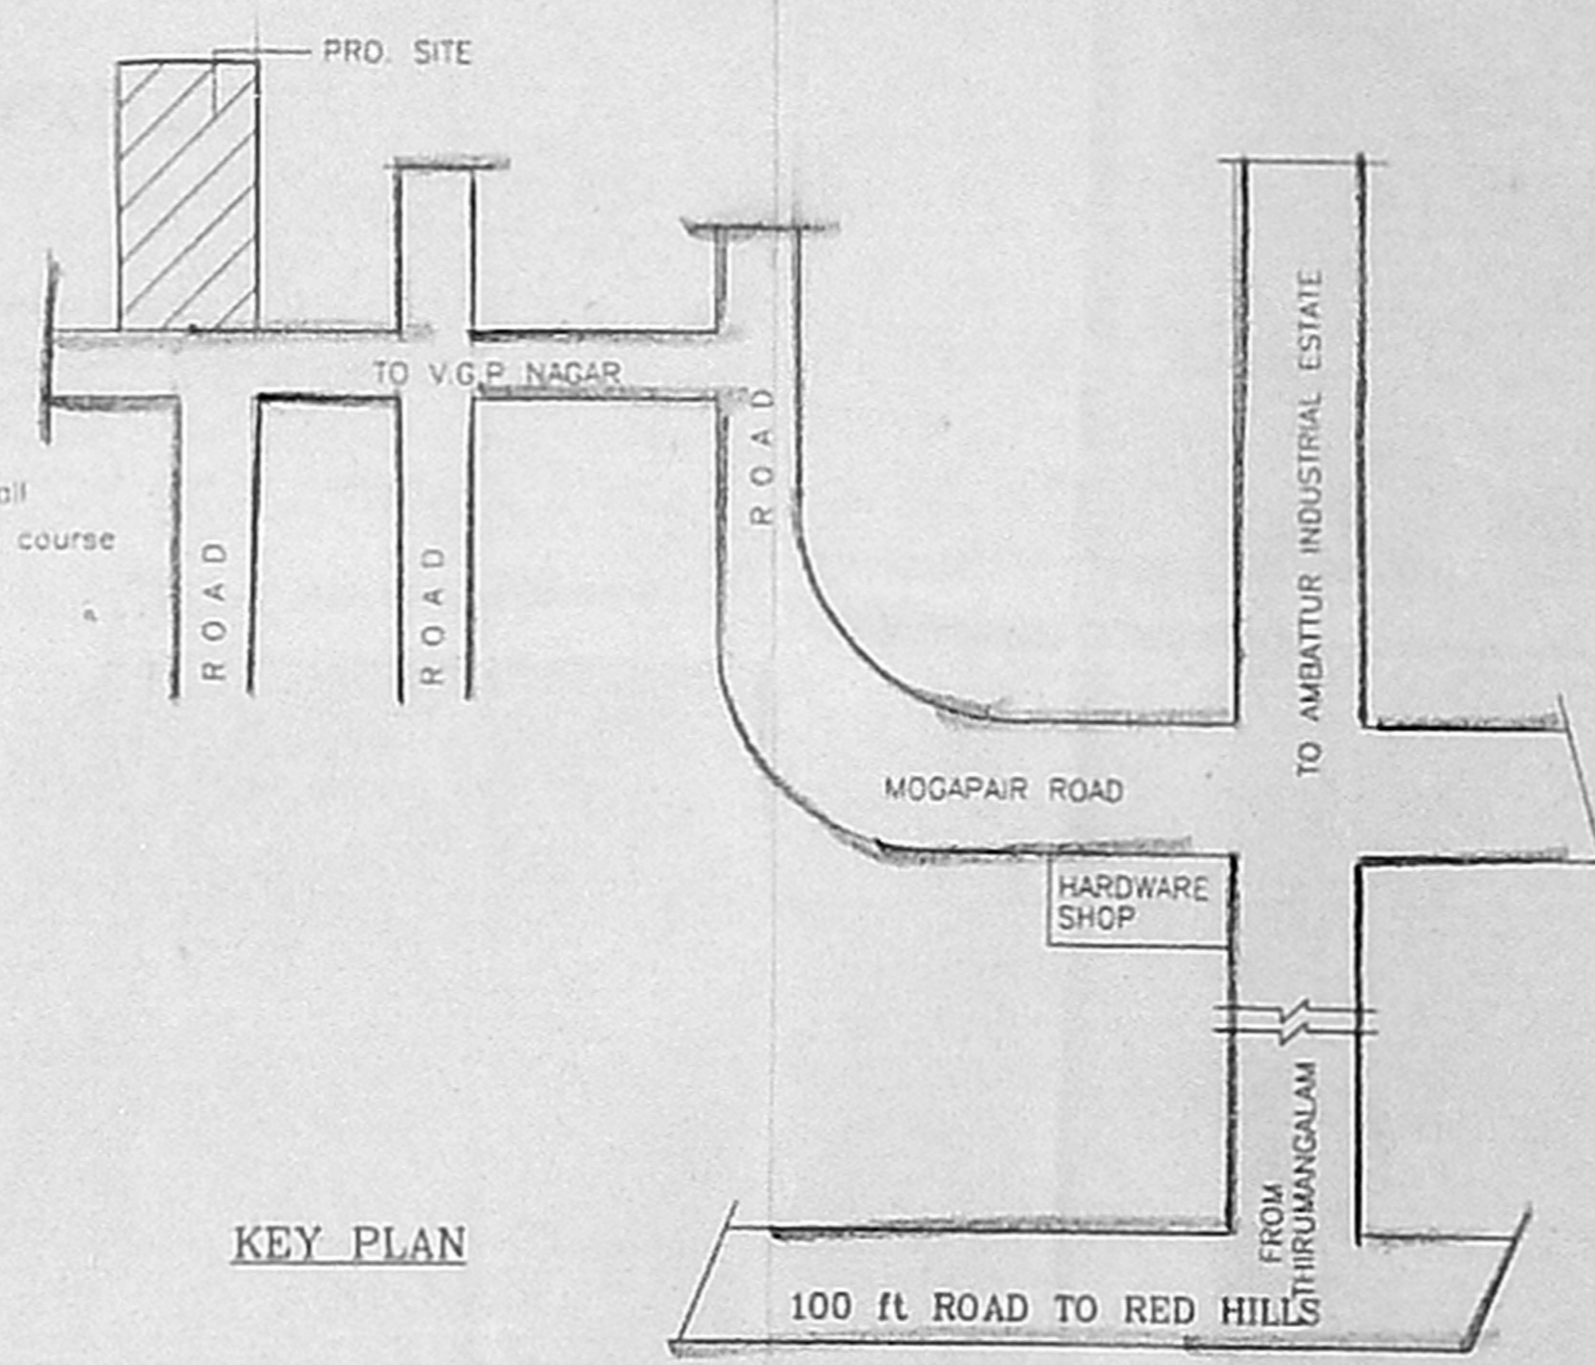 PRO. SITE
TO V.G.P. NAGAR
ROAD
ROAD
ROAD
TO AMBATTUR INDUSTRIAL ESTATE
course
MOGAPAIR ROAD
HARDWARE
SHOP
FROM
THIRUMANGALAM
KEY PLAN
100 ft ROAD TO RED HILLS